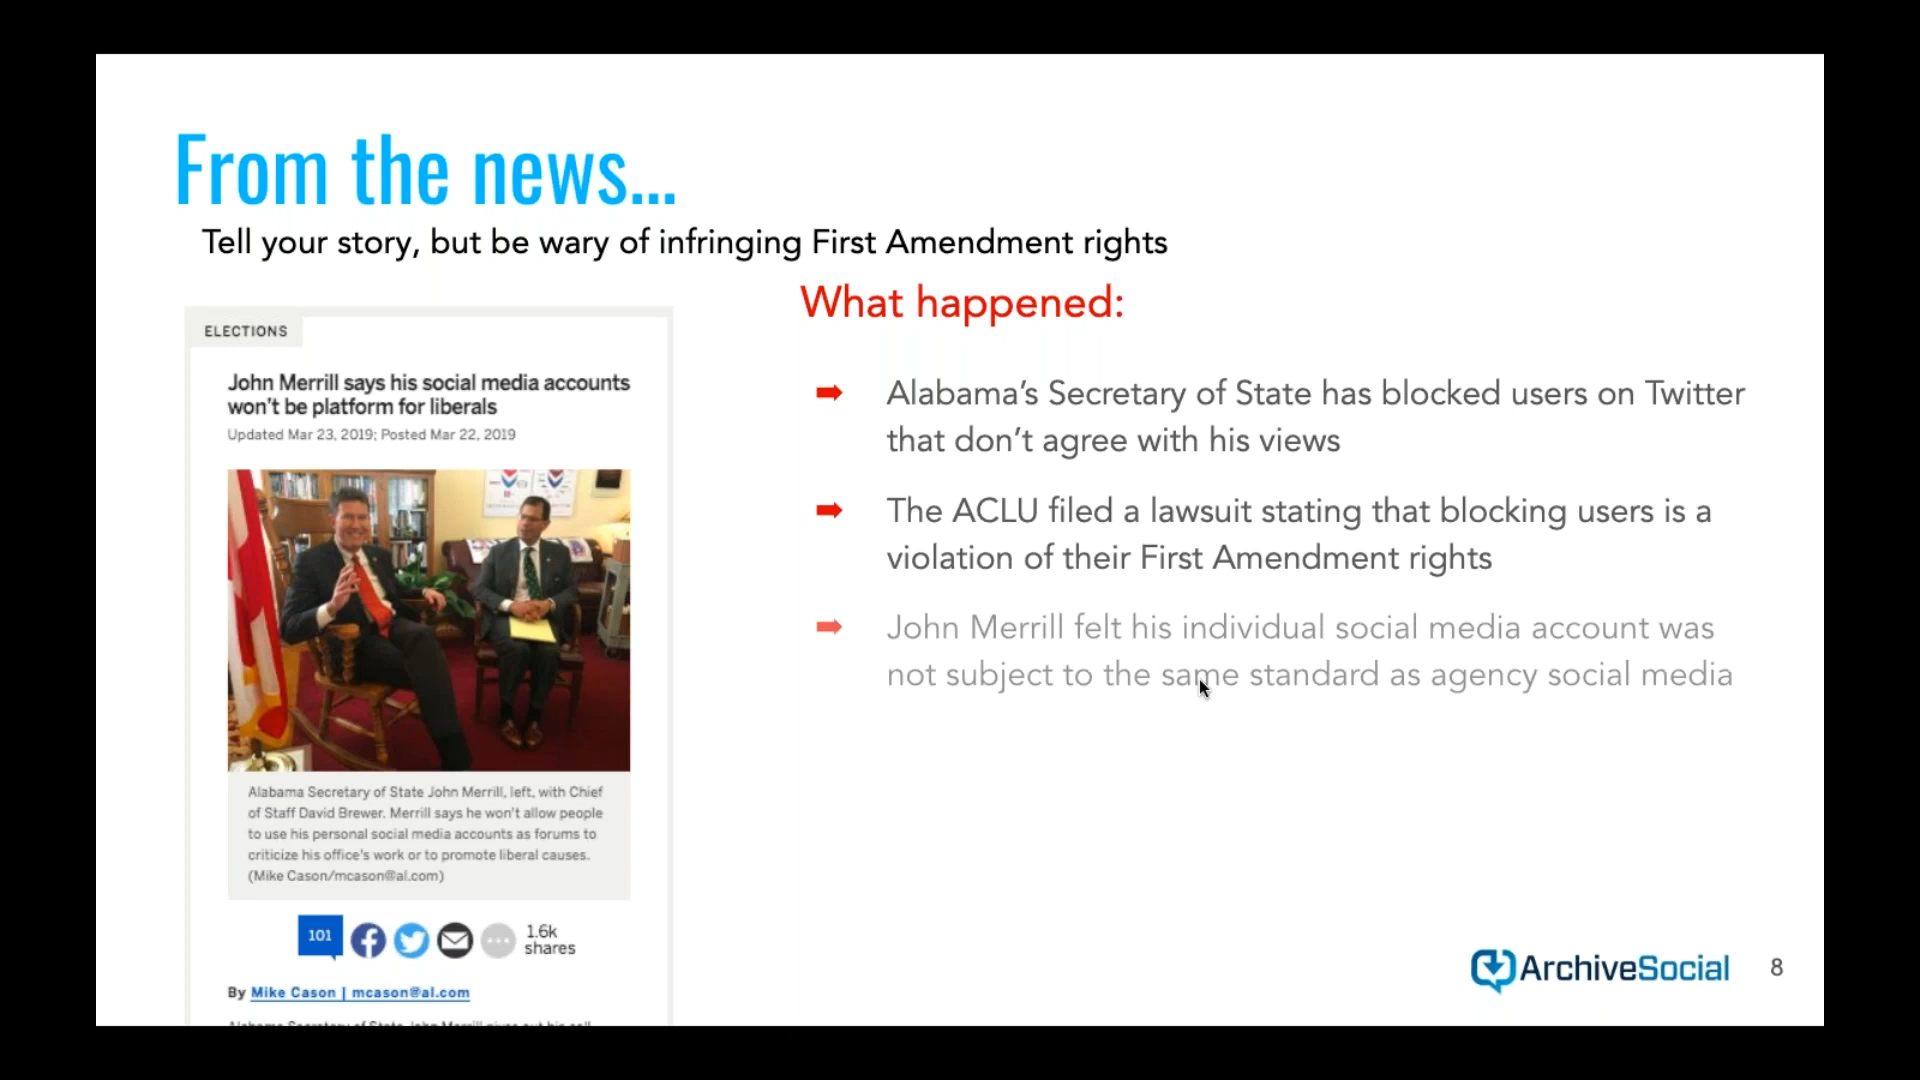 From the news...
Tell your story, but be wary of infringing First Amendment rights
ELECTIONS
John Merrill says his social media accounts
won't be platform for liberals
Updated Mar 23, 2019; Posted Mar 22, 2019
Alabama Secretary of State John Merrill, left, with Chief
of Staff David Brewer. Merrill says he won't allow people
to use his personal social media accounts as forums to
criticize his office's work or to promote liberal causes.
(Mike Cason/mcason@al.com)
101
1.6k
shares
By Mike Cason | mcason@al.com
What happened:
Alabama’s Secretary of State has blocked users on Twitter
that don’t agree with his views
The ACLU filed a lawsuit stating that blocking users is a
violation of their First Amendment rights
John Merrill felt his individual social media account was
not subject to the same standard as agency social media
ArchiveSocial
8